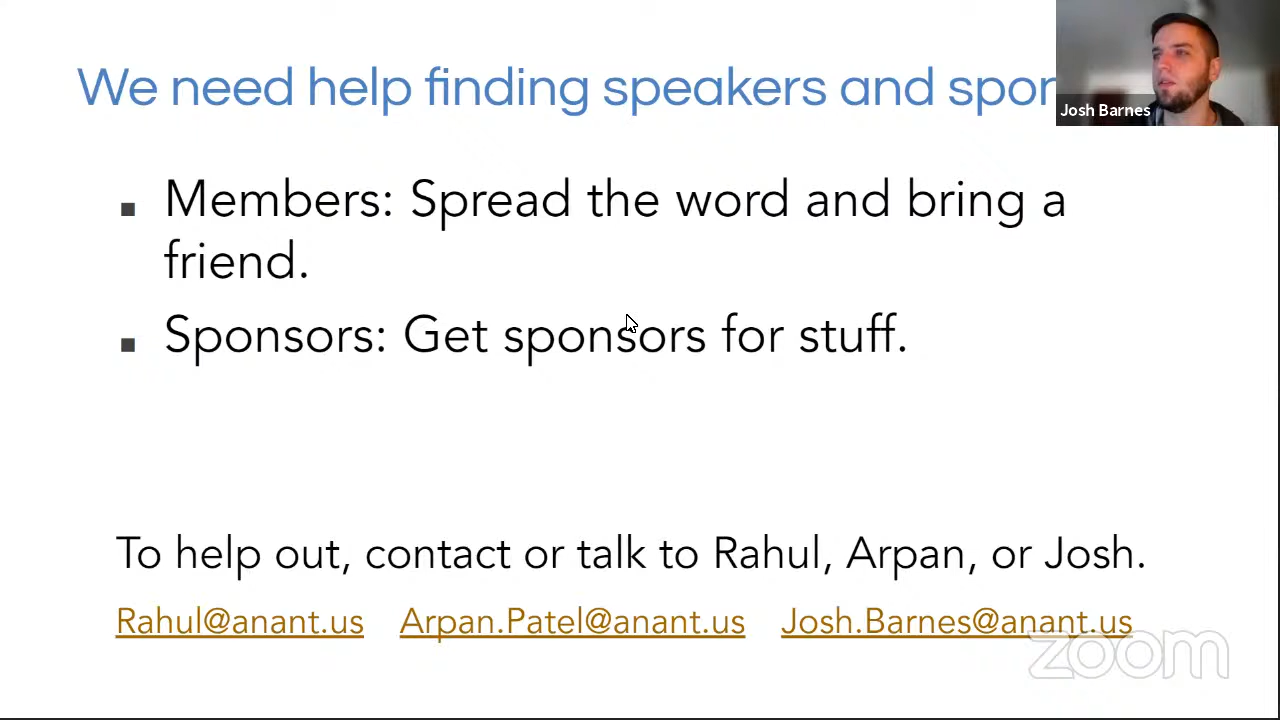 We need help finding speakers and spon
Josh Barnes
▪ Members: Spread the word and bring a
friend.
▪ Sponsors: Get sponsors for stuff.
To help out, contact or talk to Rahul, Arpan, or Josh.
Rahul@anant.us Arpan.Patel@anant.us Josh.Barnes@anant.us
zoom